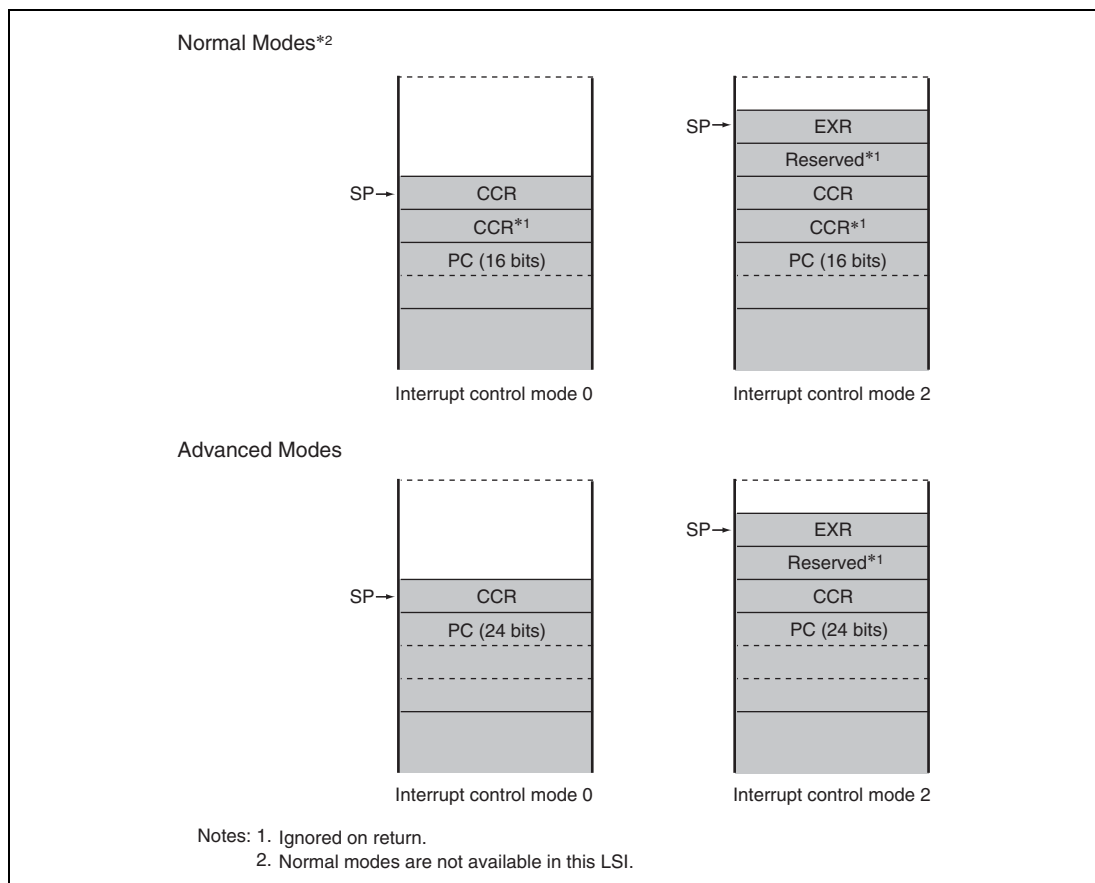 Normal Modes*2
SP→
CCR
CCR*1
PC (16 bits)
Interrupt control mode 0
SP→
EXR
Reserved*1
CCR
CCR*1
PC (16 bits)
Interrupt control mode 2
Advanced Modes
SP→
CCR
PC (24 bits)
Interrupt control mode 0
SP→
EXR
Reserved*1
CCR
PC (24 bits)
Interrupt control mode 2
Notes: 1. Ignored on return.
2. Normal modes are not available in this LSI.